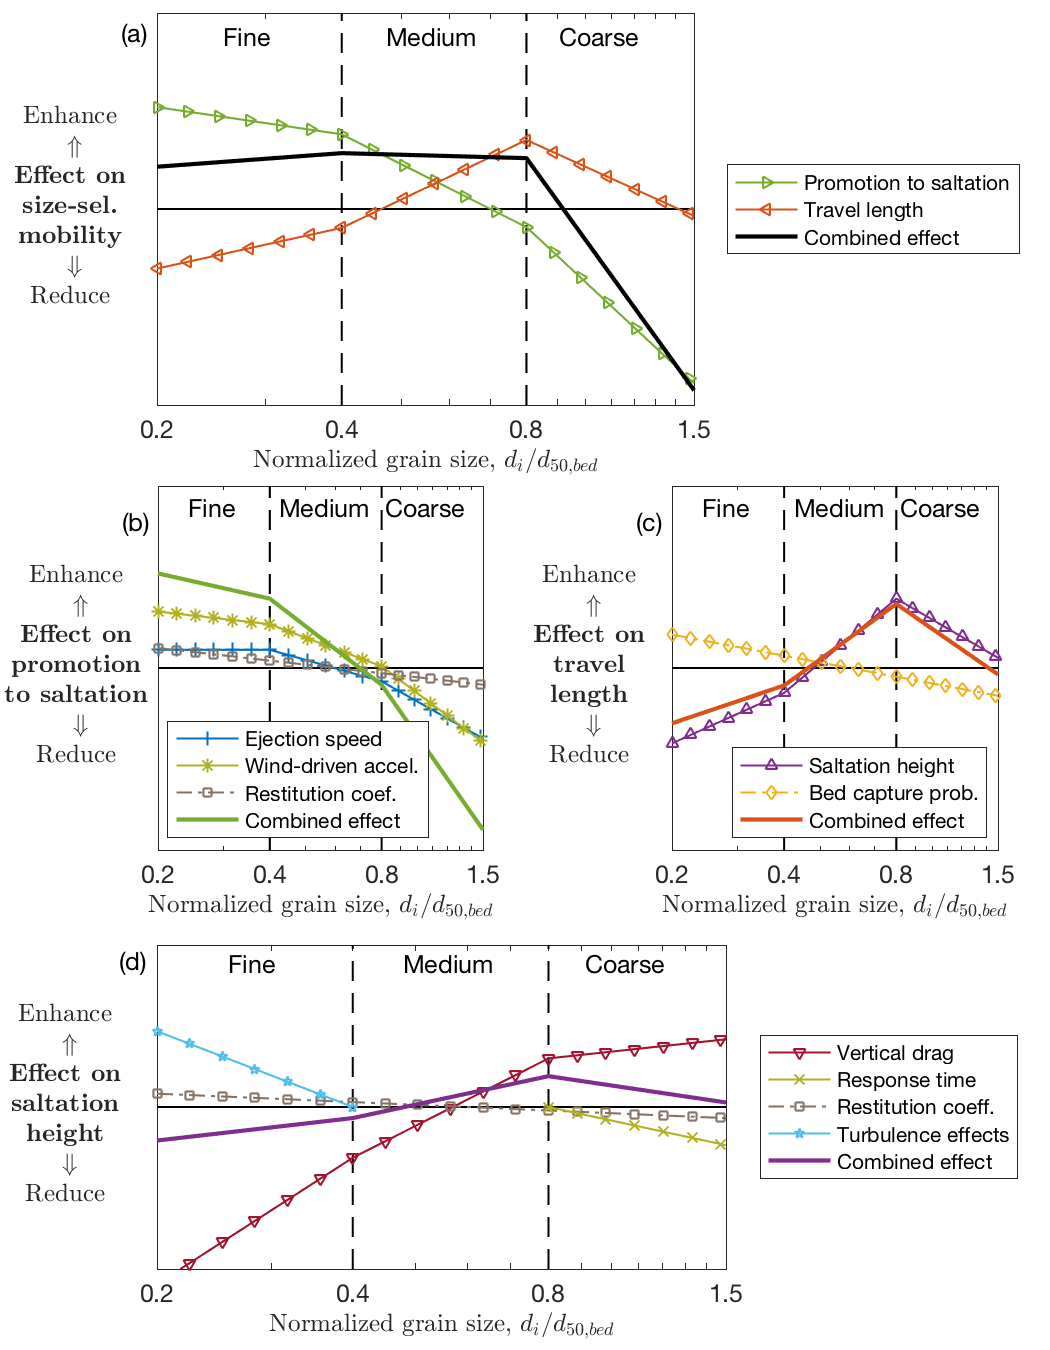 (a)
Fine
Medium
Coarse
Enhance
⇑
Effect on
size-sel.
mobility
⇓
Reduce
Promotion to saltation
Travel length
Combined effect
0.2
0.4
0.8
1.5
Normalized grain size, d_i/d_{50,bed}
(b)
Fine
Medium
Coarse
Enhance
⇑
Effect on
promotion
to saltation
⇓
Reduce
Ejection speed
Wind-driven accel.
Restitution coef.
Combined effect
0.2
0.4
0.8
1.5
Normalized grain size, d_i/d_{50,bed}
(c)
Fine
Medium
Coarse
Enhance
⇑
Effect on
travel
length
⇓
Reduce
Saltation height
Bed capture prob.
Combined effect
0.2
0.4
0.8
1.5
Normalized grain size, d_i/d_{50,bed}
(d)
Fine
Medium
Coarse
Enhance
⇑
Effect on
saltation
height
⇓
Reduce
Vertical drag
Response time
Restitution coeff.
Turbulence effects
Combined effect
0.2
0.4
0.8
1.5
Normalized grain size, d_i/d_{50,bed}